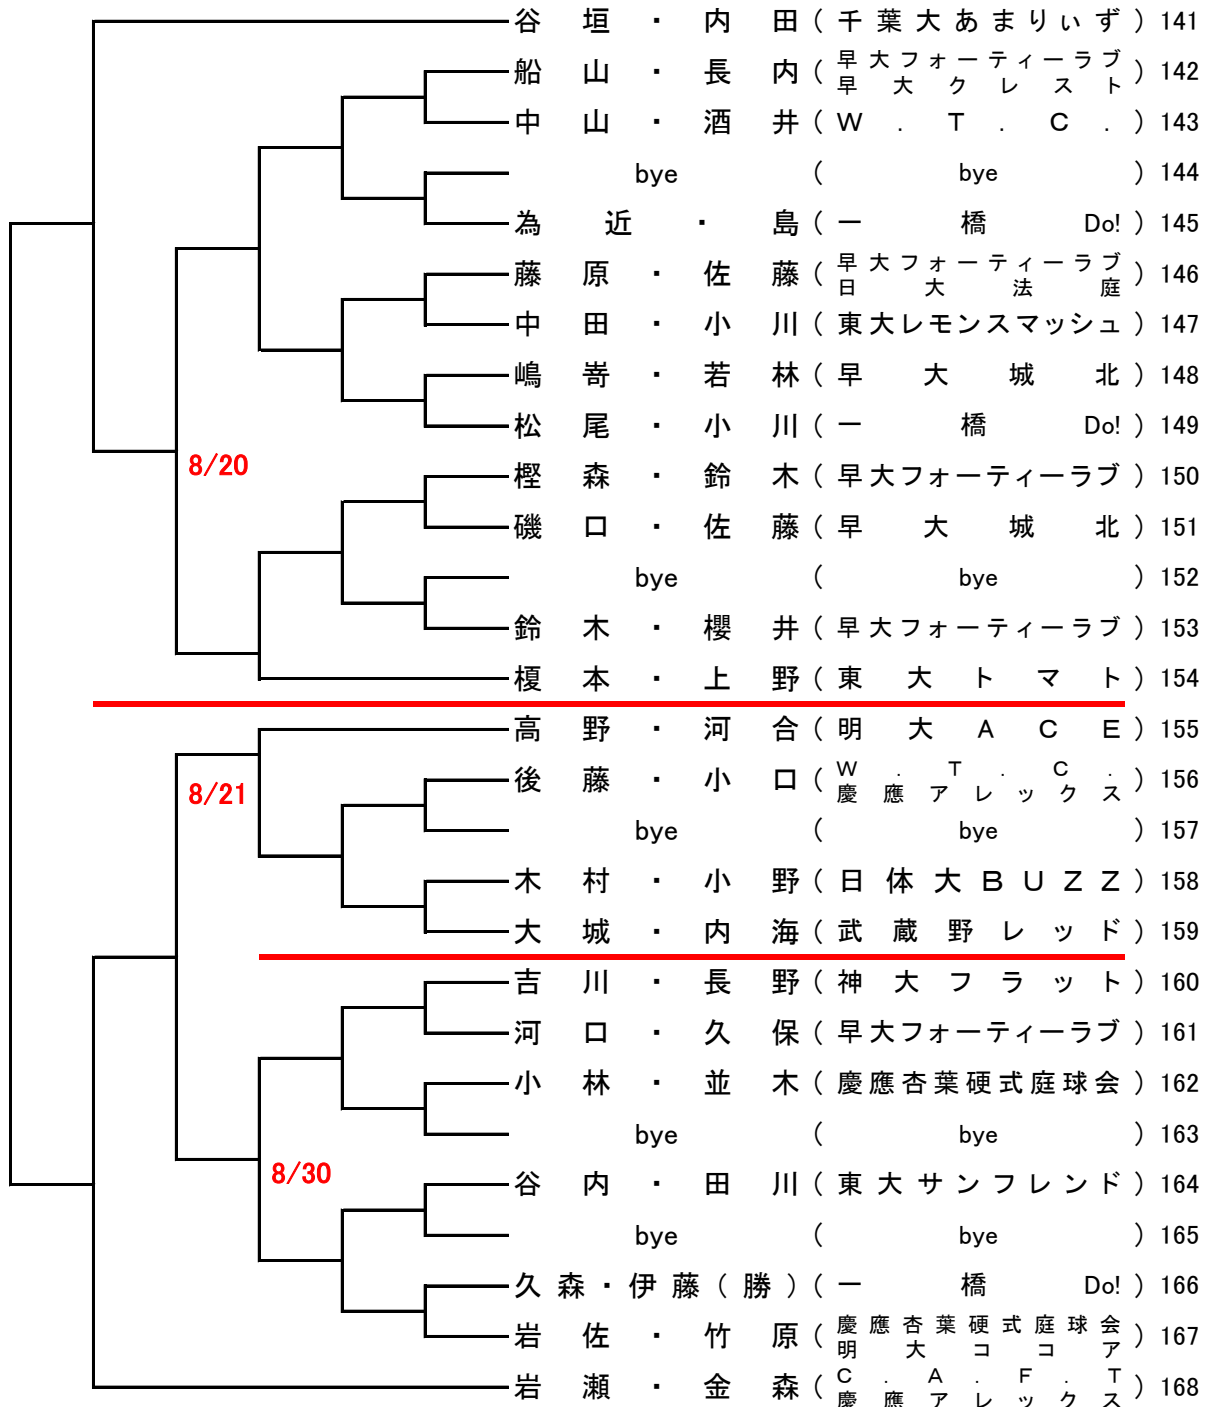 谷垣・内田（千葉大あまりぃず）141
船山・長内（早大フォーティーラブ 早大クレスト）142
中山・酒井（W.T.C.）143
bye（bye）144
為近・島（一橋Do!）145
藤原・佐藤（早大フォーティーラブ 日大法庭）146
中田・小川（東大レモンスマッシュ）147
嶋嵜・若林（早大城北）148
松尾・小川（一橋Do!）149
8/20
樫森・鈴木（早大フォーティーラブ）150
磯口・佐藤（早大城北）151
bye（bye）152
鈴木・櫻井（早大フォーティーラブ）153
榎本・上野（東大トマト）154
高野・河合（明大ACE）155
後藤・小口（W.T.C. 慶應アレックス）156
8/21
bye（bye）157
木村・小野（日体大BUZZ）158
大城・内海（武蔵野レッド）159
吉川・長野（神大フラット）160
河口・久保（早大フォーティーラブ）161
小林・並木（慶應杏葉硬式庭球会）162
bye（bye）163
8/30
谷内・田川（東大サンフレンド）164
bye（bye）165
久森・伊藤（勝）（一橋Do!）166
岩佐・竹原（慶應杏葉硬式庭球会 明大ココア）167
岩瀬・金森（C.A.F.T 慶應アレックス）168